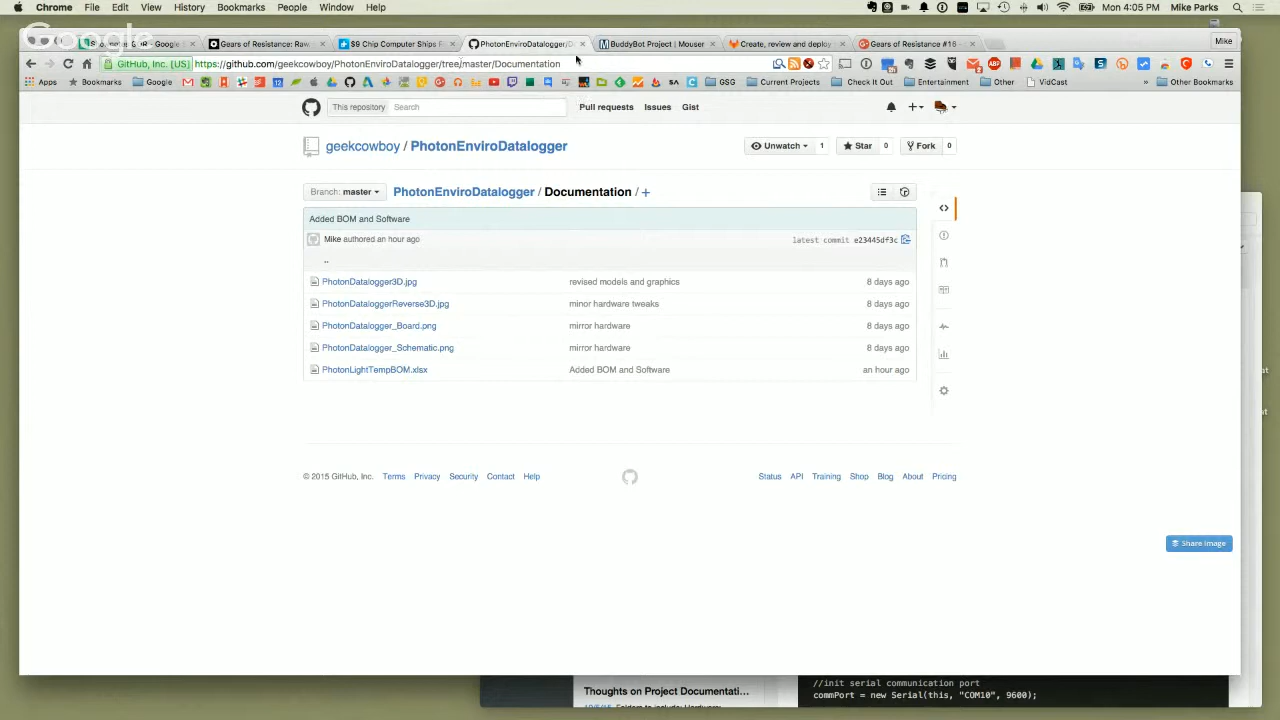 Chrome File Edit View History Bookmarks People Window Help Mon 4:05 PM Mike Parks
Google
Gears of Resistance: Raw $9 Chip Computer Ships PhotonEnviroDatalogger/D BuddyBot Project | Mouser Create, review and deploy Gears of Resistance #16 - Mike
GitHub, Inc. [US] https://github.com/geekcowboy/PhotonEnviroDatalogger/tree/master/Documentation
Apps Bookmarks Google GSG Current Projects Check It Out Entertainment Other VidCast » Other Bookmarks
This repository Search Pull requests Issues Gist
geekcowboy / PhotonEnviroDatalogger Unwatch 1 Star 0 Fork 0
Branch: master PhotonEnviroDatalogger / Documentation / +
Added BOM and Software
Mike authored an hour ago latest commit e23445df3c
..
PhotonDatalogger3D.jpg revised models and graphics 8 days ago
PhotonDataloggerReverse3D.jpg minor hardware tweaks 8 days ago
PhotonDatalogger_Board.png mirror hardware 8 days ago
PhotonDatalogger_Schematic.png mirror hardware 8 days ago
PhotonLightTempBOM.xlsx Added BOM and Software an hour ago
© 2015 GitHub, Inc. Terms Privacy Security Contact Help Status API Training Shop Blog About Pricing
Share Image
Thoughts on Project Documentati...
//init serial communication port
commPort = new Serial(this, "COM10", 9600);